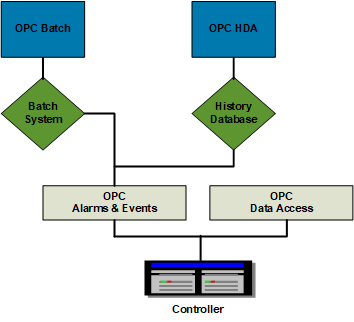 OPC Batch
OPC HDA
Batch
System
History
Database
OPC
Alarms & Events
OPC
Data Access
Controller